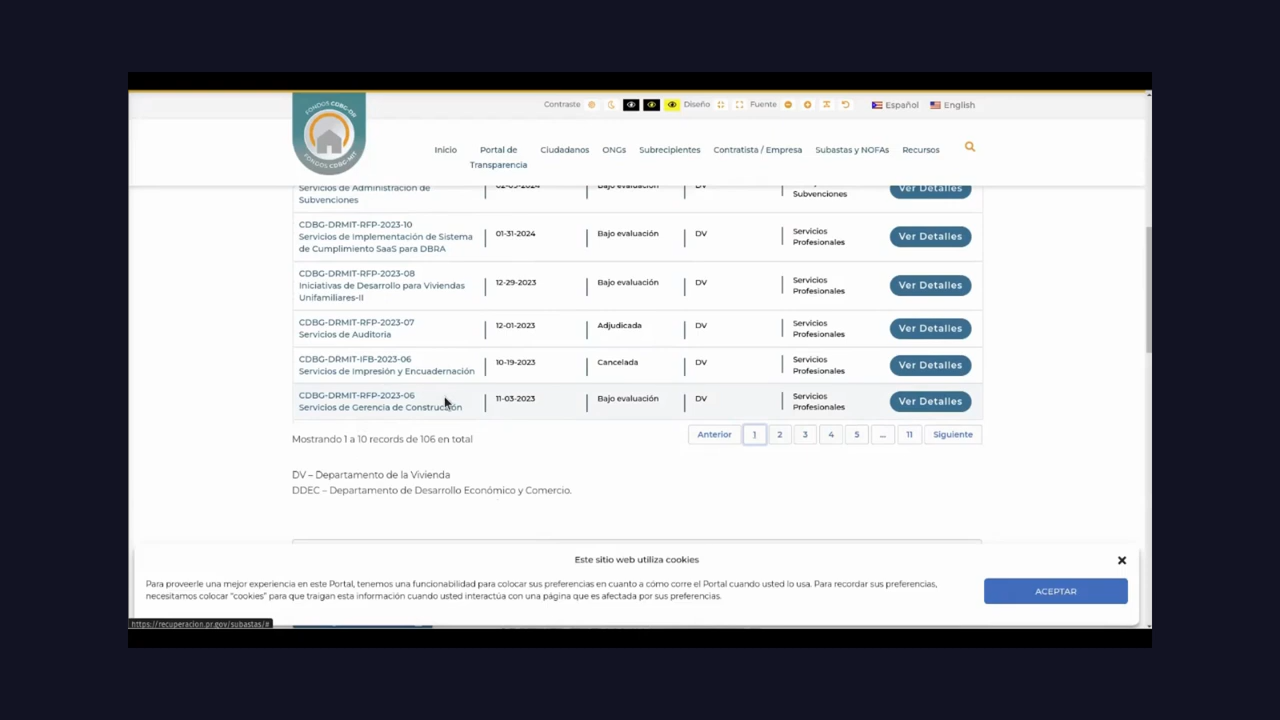 Contraste
Diseño
Fuente
Español
English
FONDOS CDBG-DR
FONDOS CDBG-MIT
Inicio
Portal de
Transparencia
Ciudadanos
ONGs
Subrecipientes
Contratista / Empresa
Subastas y NOFAs
Recursos
Servicios de Administración de
Subvenciones
02-05-2024
Bajo evaluación
DV
Subvenciones
Ver Detalles
CDBG-DRMIT-RFP-2023-10
Servicios de Implementación de Sistema
de Cumplimiento SaaS para DBRA
01-31-2024
Bajo evaluación
DV
Servicios
Profesionales
Ver Detalles
CDBG-DRMIT-RFP-2023-08
Iniciativas de Desarrollo para Viviendas
Unifamiliares-II
12-29-2023
Bajo evaluación
DV
Servicios
Profesionales
Ver Detalles
CDBG-DRMIT-RFP-2023-07
Servicios de Auditoria
12-01-2023
Adjudicada
DV
Servicios
Profesionales
Ver Detalles
CDBG-DRMIT-IFB-2023-06
Servicios de Impresión y Encuadernación
10-19-2023
Cancelada
DV
Servicios
Profesionales
Ver Detalles
CDBG-DRMIT-RFP-2023-06
Servicios de Gerencia de Construcción
11-03-2023
Bajo evaluación
DV
Servicios
Profesionales
Ver Detalles
Mostrando 1 a 10 records de 106 en total
Anterior 1 2 3 4 5 ... 11 Siguiente
DV – Departamento de la Vivienda
DDEC – Departamento de Desarrollo Económico y Comercio.
Este sitio web utiliza cookies
Para proveerle una mejor experiencia en este Portal, tenemos una funcionalidad para colocar sus preferencias en cuanto a cómo corre el Portal cuando usted lo usa. Para recordar sus preferencias,
necesitamos colocar “cookies” para que traigan esta información cuando usted interactúa con una página que es afectada por sus preferencias.
ACEPTAR
https://recuperacion.pr.gov/subastas/#